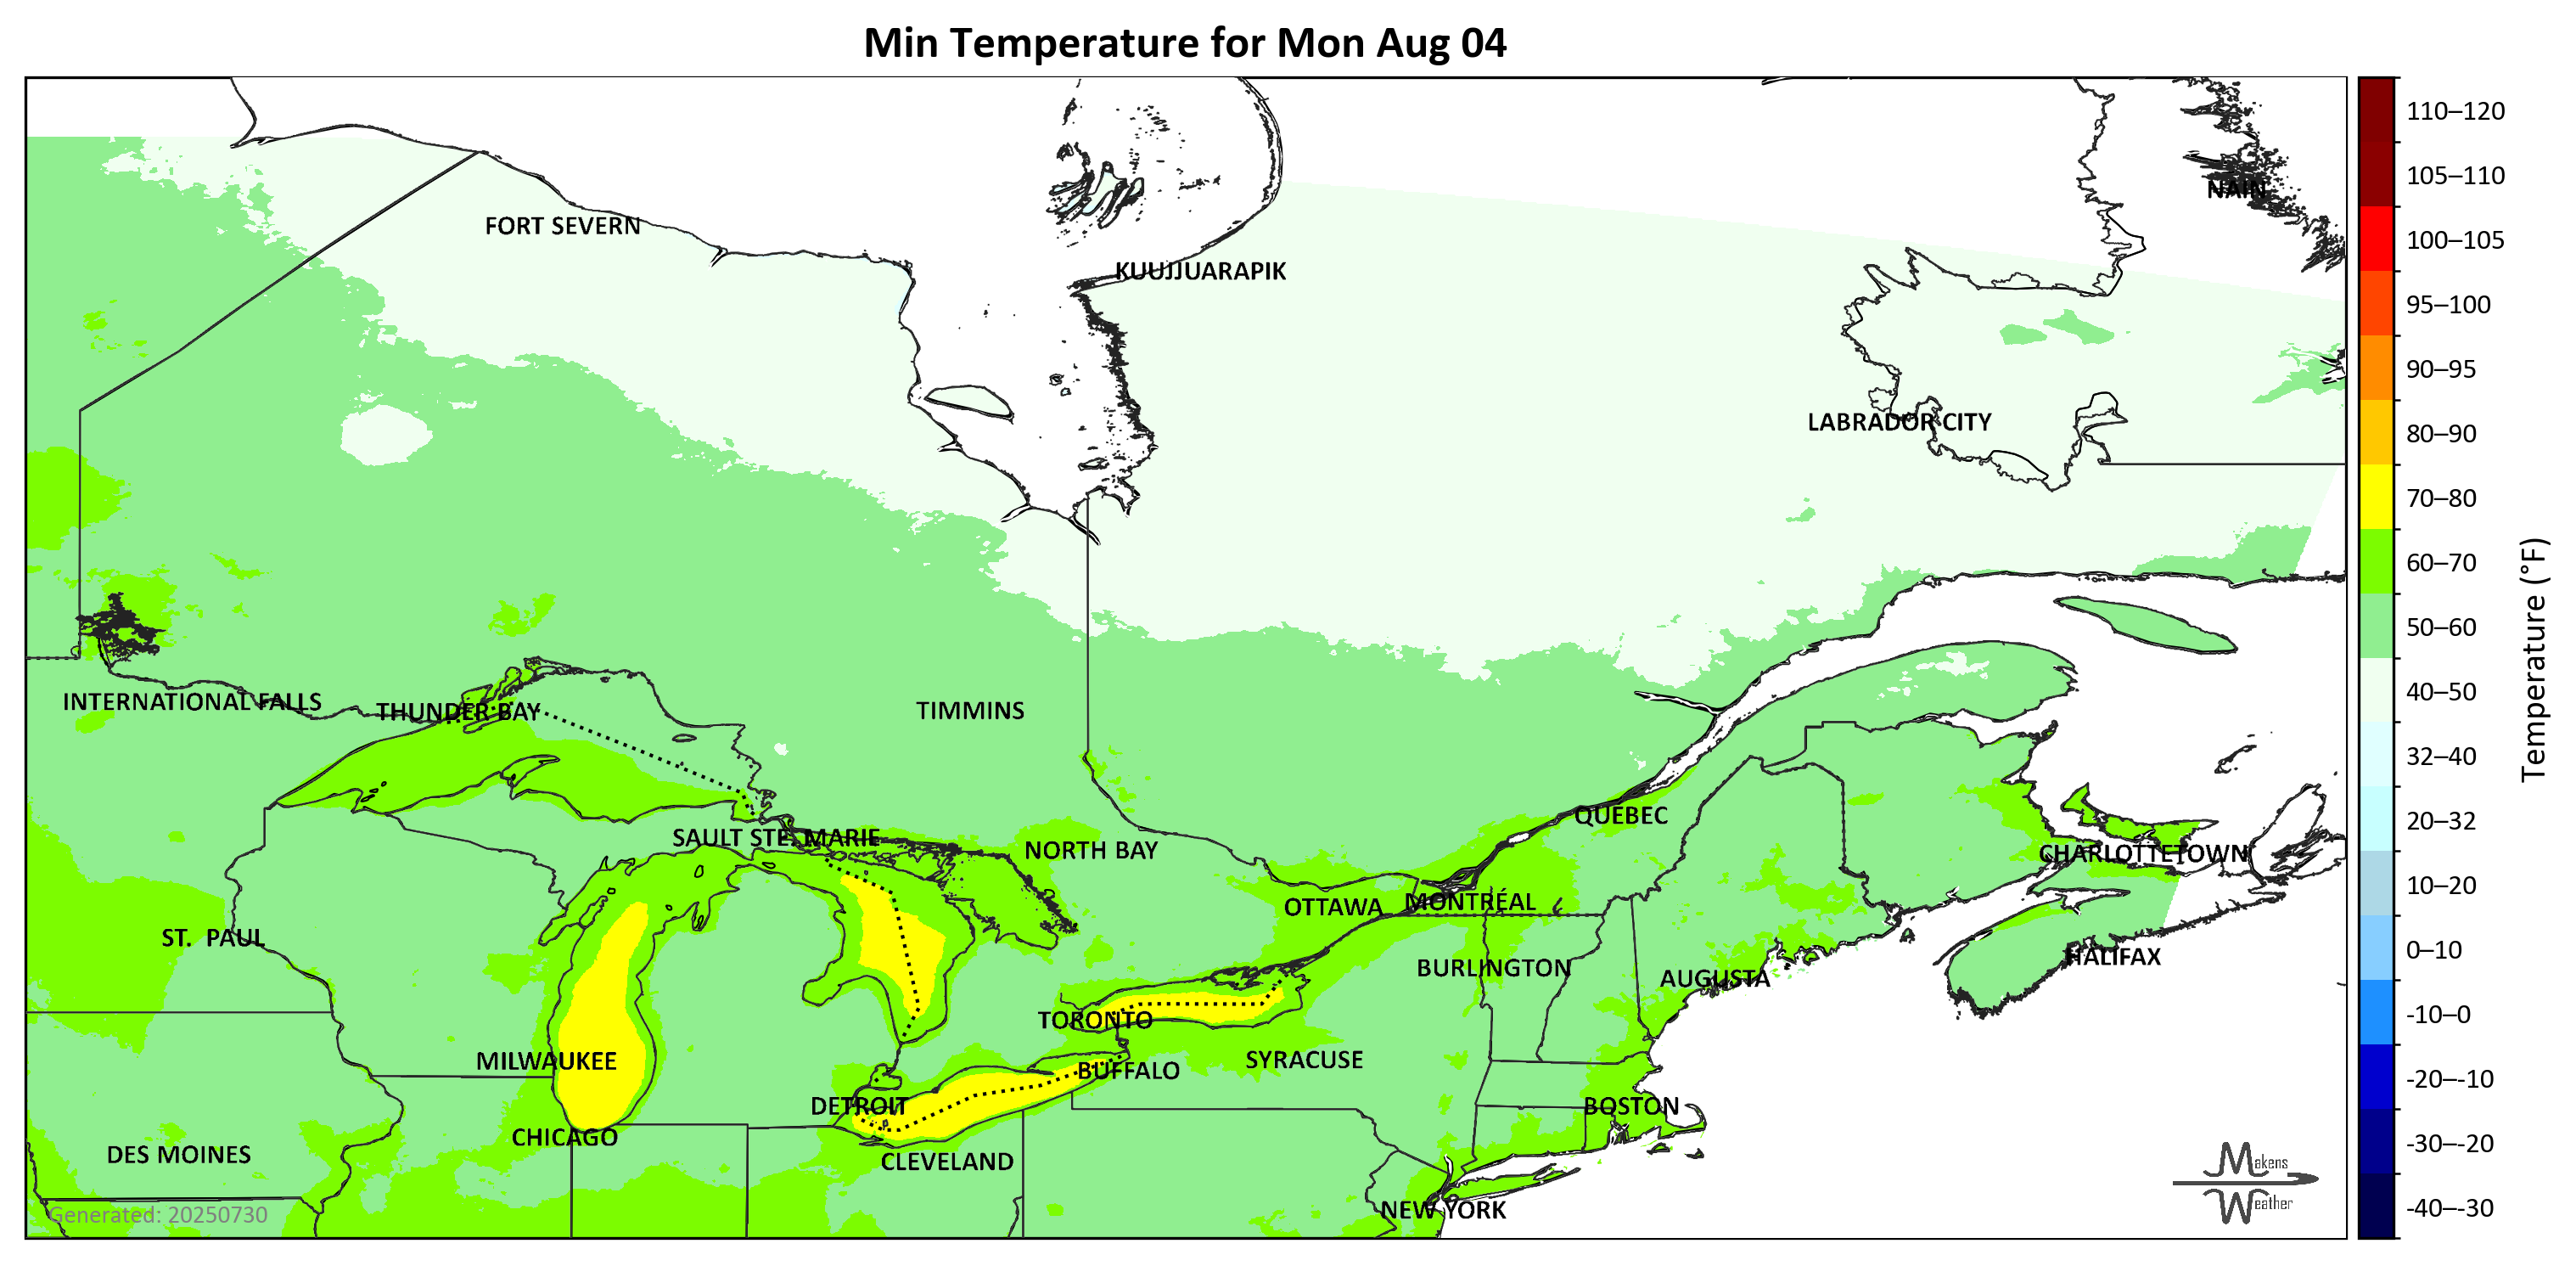 Min Temperature for Mon Aug 04
110–120
105–110
100–105
95–100
90–95
80–90
70–80
60–70
50–60
40–50
32–40
20–32
10–20
0–10
-10–0
-20–-10
-30–-20
-40–-30
Temperature (°F)
NAIN
FORT SEVERN
KUUJJUARAPIK
LABRADOR CITY
INTERNATIONAL FALLS
THUNDER BAY
TIMMINS
QUÉBEC
SAULT STE. MARIE
NORTH BAY
CHARLOTTETOWN
OTTAWA
MONTRÉAL
ST. PAUL
HALIFAX
BURLINGTON
AUGUSTA
TORONTO
MILWAUKEE
SYRACUSE
BUFFALO
DETROIT
BOSTON
CHICAGO
DES MOINES
CLEVELAND
NEW YORK
Generated: 20250730
Makens
Weather